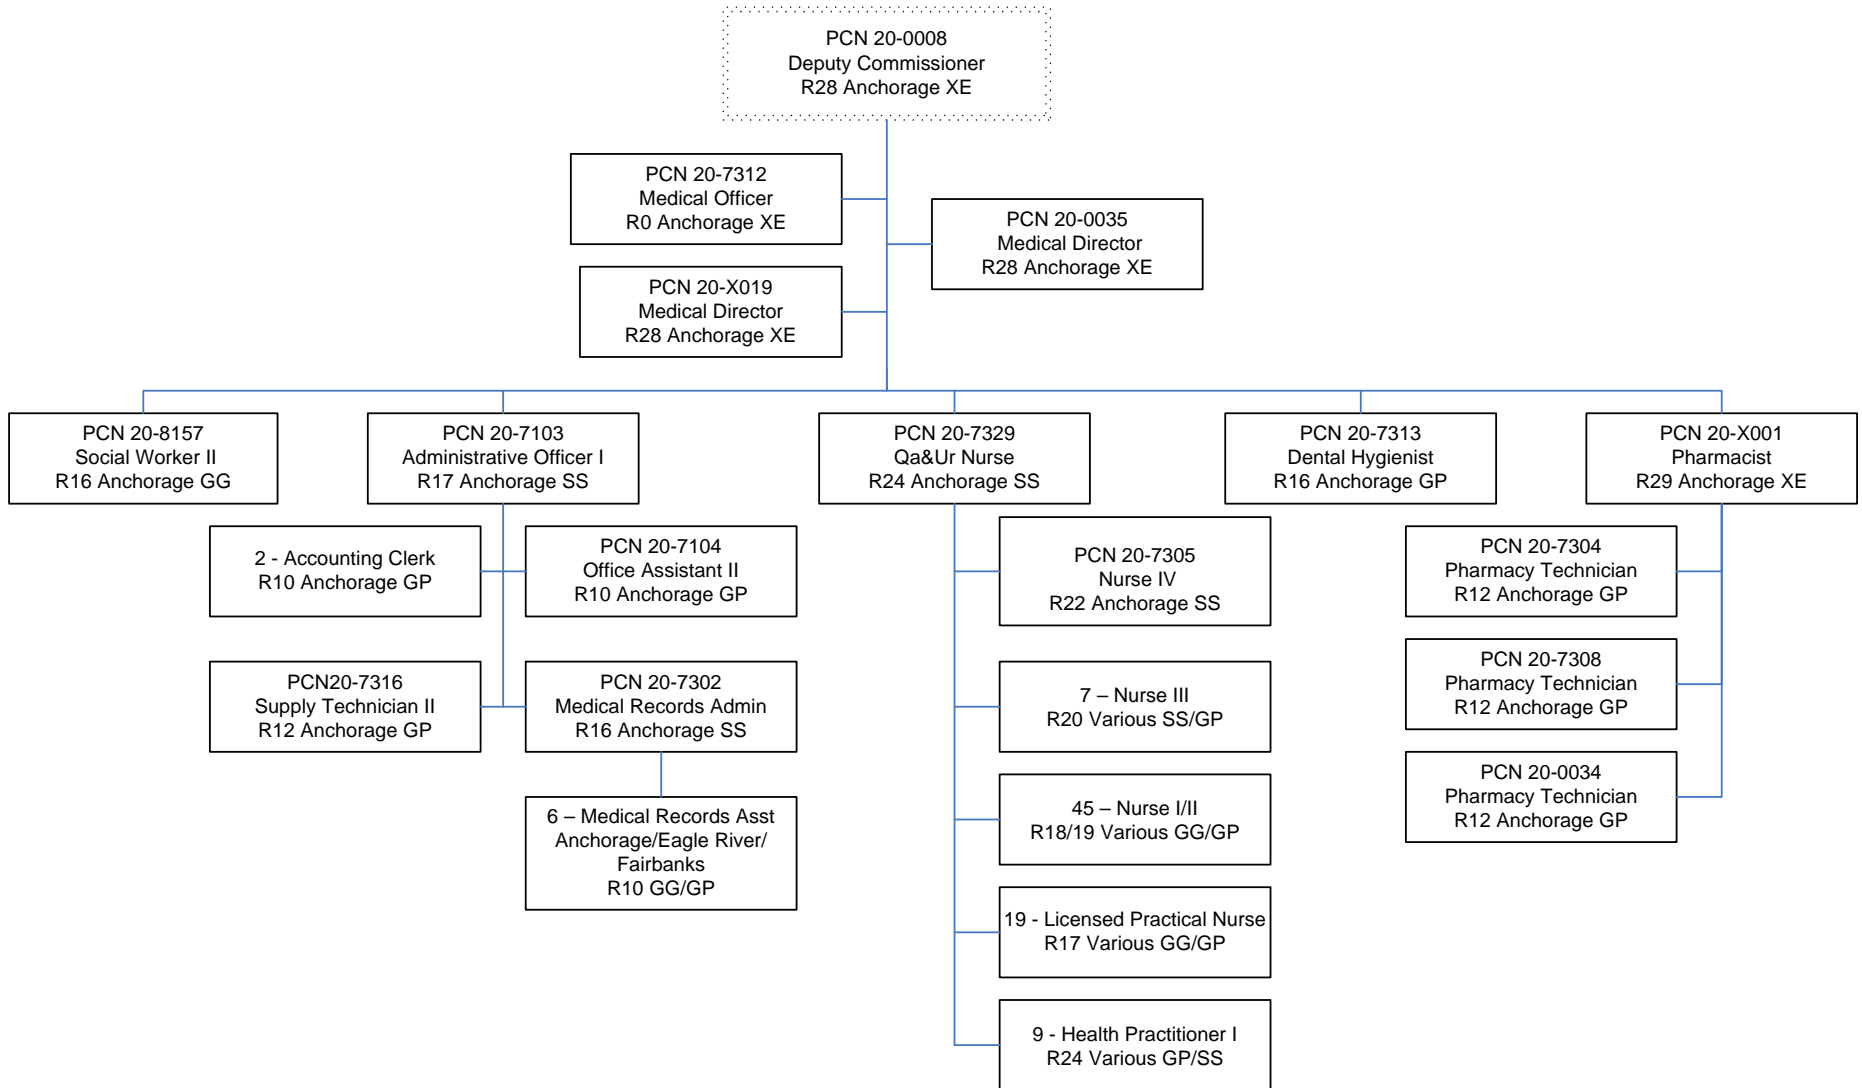 PCN 20-0008
Deputy Commissioner
R28 Anchorage XE
PCN 20-7312
Medical Officer
R0 Anchorage XE
PCN 20-0035
Medical Director
R28 Anchorage XE
PCN 20-X019
Medical Director
R28 Anchorage XE
PCN 20-8157
Social Worker II
R16 Anchorage GG
PCN 20-7103
Administrative Officer I
R17 Anchorage SS
PCN 20-7329
Qa&Ur Nurse
R24 Anchorage SS
PCN 20-7313
Dental Hygienist
R16 Anchorage GP
PCN 20-X001
Pharmacist
R29 Anchorage XE
2 - Accounting Clerk
R10 Anchorage GP
PCN 20-7104
Office Assistant II
R10 Anchorage GP
PCN20-7316
Supply Technician II
R12 Anchorage GP
PCN 20-7302
Medical Records Admin
R16 Anchorage SS
6 – Medical Records Asst
Anchorage/Eagle River/
Fairbanks
R10 GG/GP
PCN 20-7305
Nurse IV
R22 Anchorage SS
7 – Nurse III
R20 Various SS/GP
45 – Nurse I/II
R18/19 Various GG/GP
19 - Licensed Practical Nurse
R17 Various GG/GP
9 - Health Practitioner I
R24 Various GP/SS
PCN 20-7304
Pharmacy Technician
R12 Anchorage GP
PCN 20-7308
Pharmacy Technician
R12 Anchorage GP
PCN 20-0034
Pharmacy Technician
R12 Anchorage GP